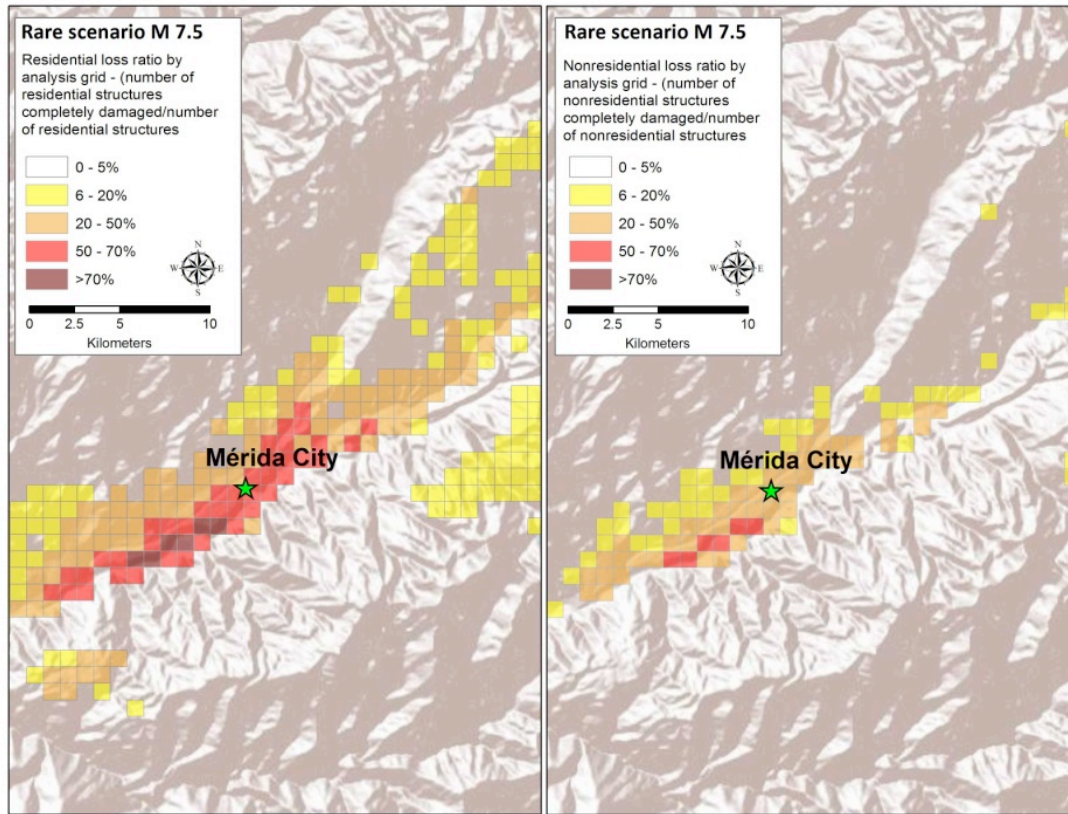 Rare scenario M 7.5
Residential loss ratio by
analysis grid - (number of
residential structures
completely damaged/number
of residential structures
0 - 5%
6 - 20%
20 - 50%
50 - 70%
>70%
N
W E
S
0 2.5 5 10
Kilometers
Mérida City
Rare scenario M 7.5
Nonresidential loss ratio by
analysis grid - (number of
nonresidential structures
completely damaged/number
of nonresidential structures
0 - 5%
6 - 20%
20 - 50%
50 - 70%
>70%
N
W E
S
0 2.5 5 10
Kilometers
Mérida City